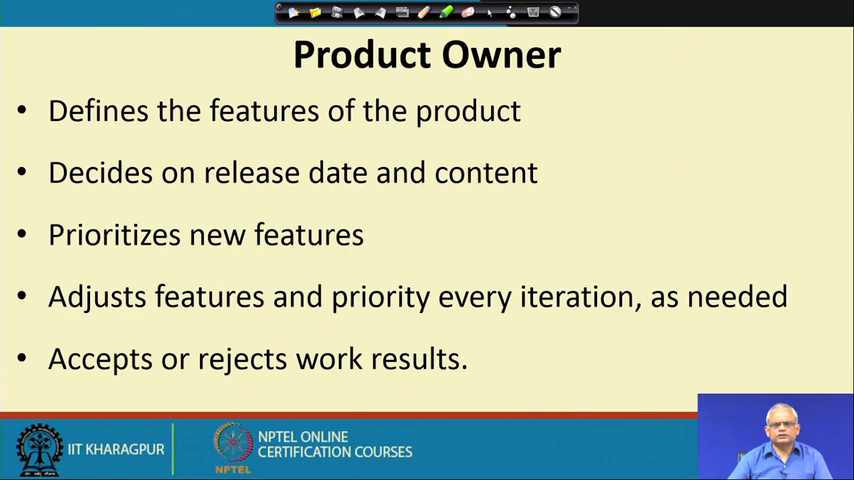 Product Owner
• Defines the features of the product
• Decides on release date and content
• Prioritizes new features
• Adjusts features and priority every iteration, as needed
• Accepts or rejects work results.
IIT KHARAGPUR
NPTEL
NPTEL ONLINE
CERTIFICATION COURSES